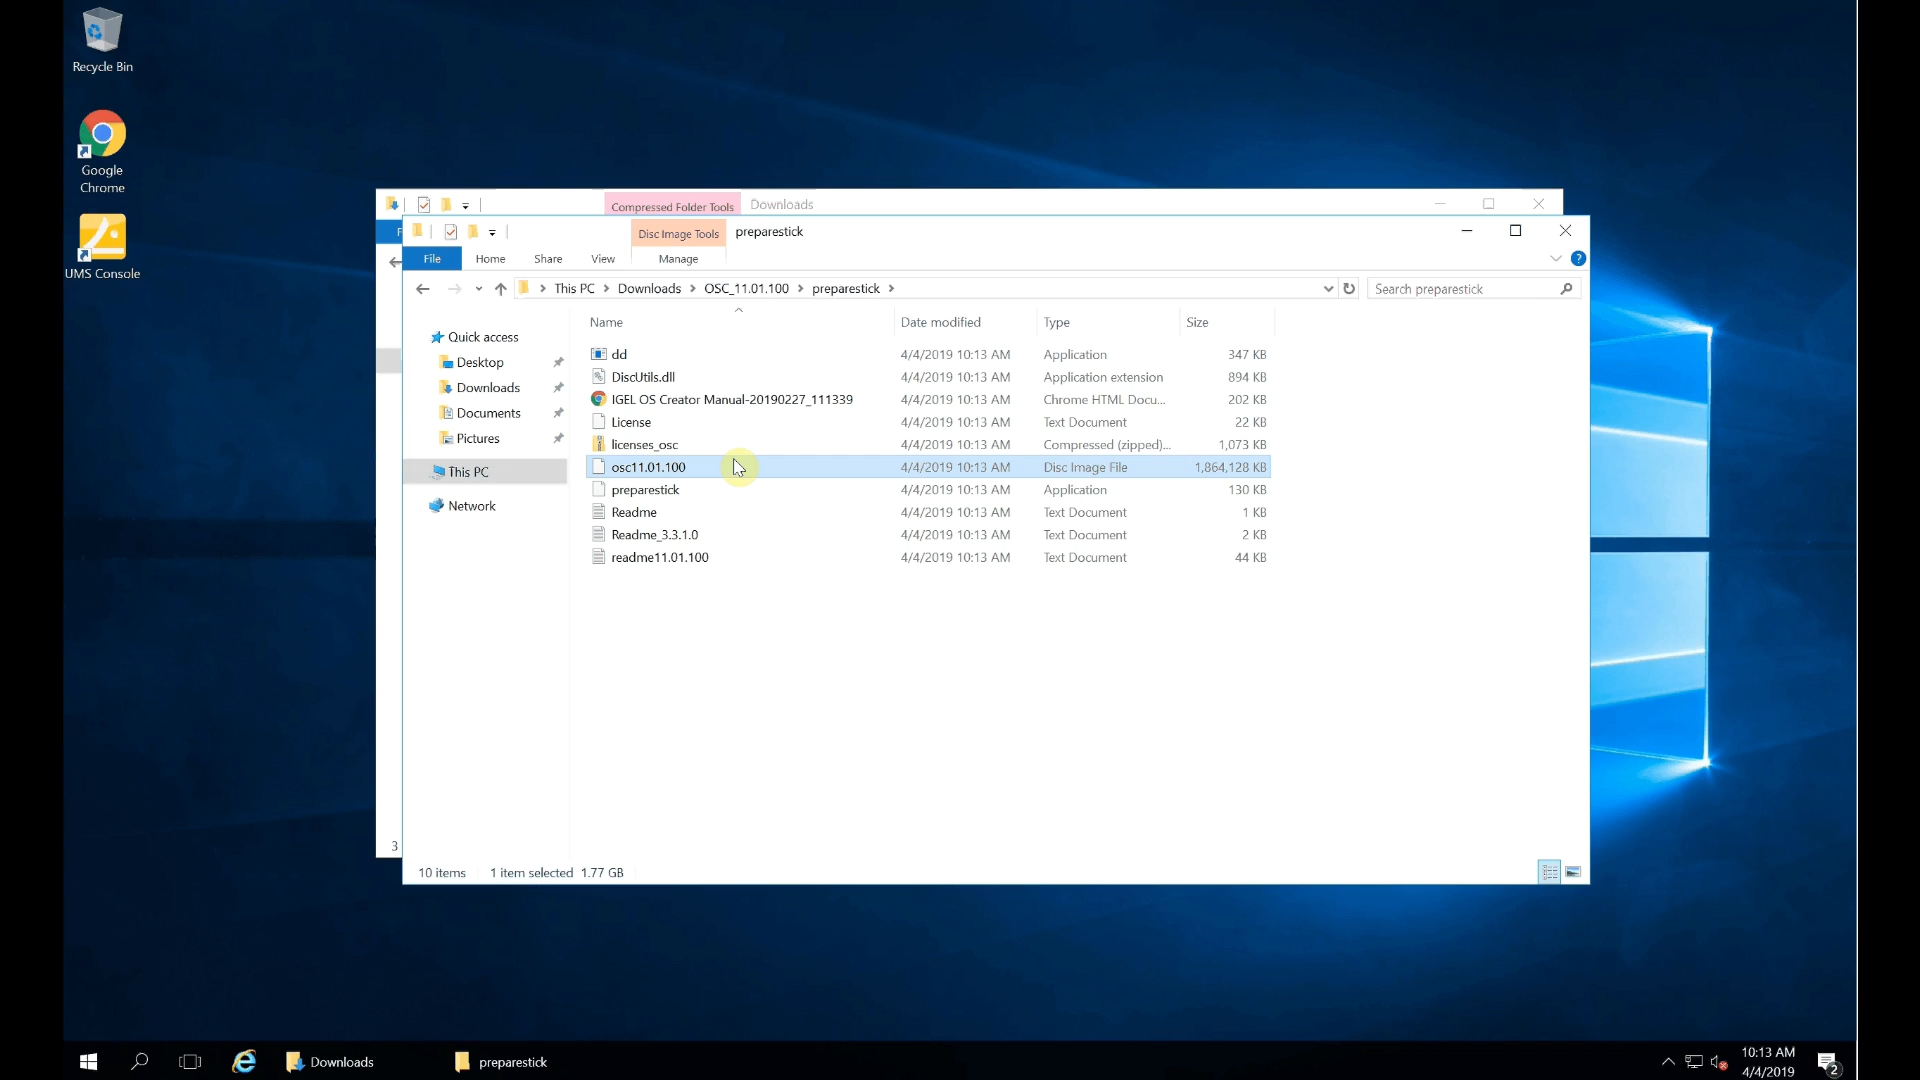 Recycle Bin
Google
Chrome
UMS Console
Compressed Folder Tools
Downloads
F
Disc Image Tools
preparestick
File
Home
Share
View
Manage
?
This PC
Downloads
OSC_11.01.100
preparestick
Search preparestick
Name
Date modified
Type
Size
Quick access
Desktop
Downloads
Documents
Pictures
This PC
Network
dd 4/4/2019 10:13 AM Application 347 KB
DiscUtils.dll 4/4/2019 10:13 AM Application extension 894 KB
IGEL OS Creator Manual-20190227_111339 4/4/2019 10:13 AM Chrome HTML Docu... 202 KB
License 4/4/2019 10:13 AM Text Document 22 KB
licenses_osc 4/4/2019 10:13 AM Compressed (zipped)... 1,073 KB
osc11.01.100 4/4/2019 10:13 AM Disc Image File 1,864,128 KB
preparestick 4/4/2019 10:13 AM Application 130 KB
Readme 4/4/2019 10:13 AM Text Document 1 KB
Readme_3.3.1.0 4/4/2019 10:13 AM Text Document 2 KB
readme11.01.100 4/4/2019 10:13 AM Text Document 44 KB
3
10 items 1 item selected 1.77 GB
Downloads
preparestick
10:13 AM
4/4/2019
2